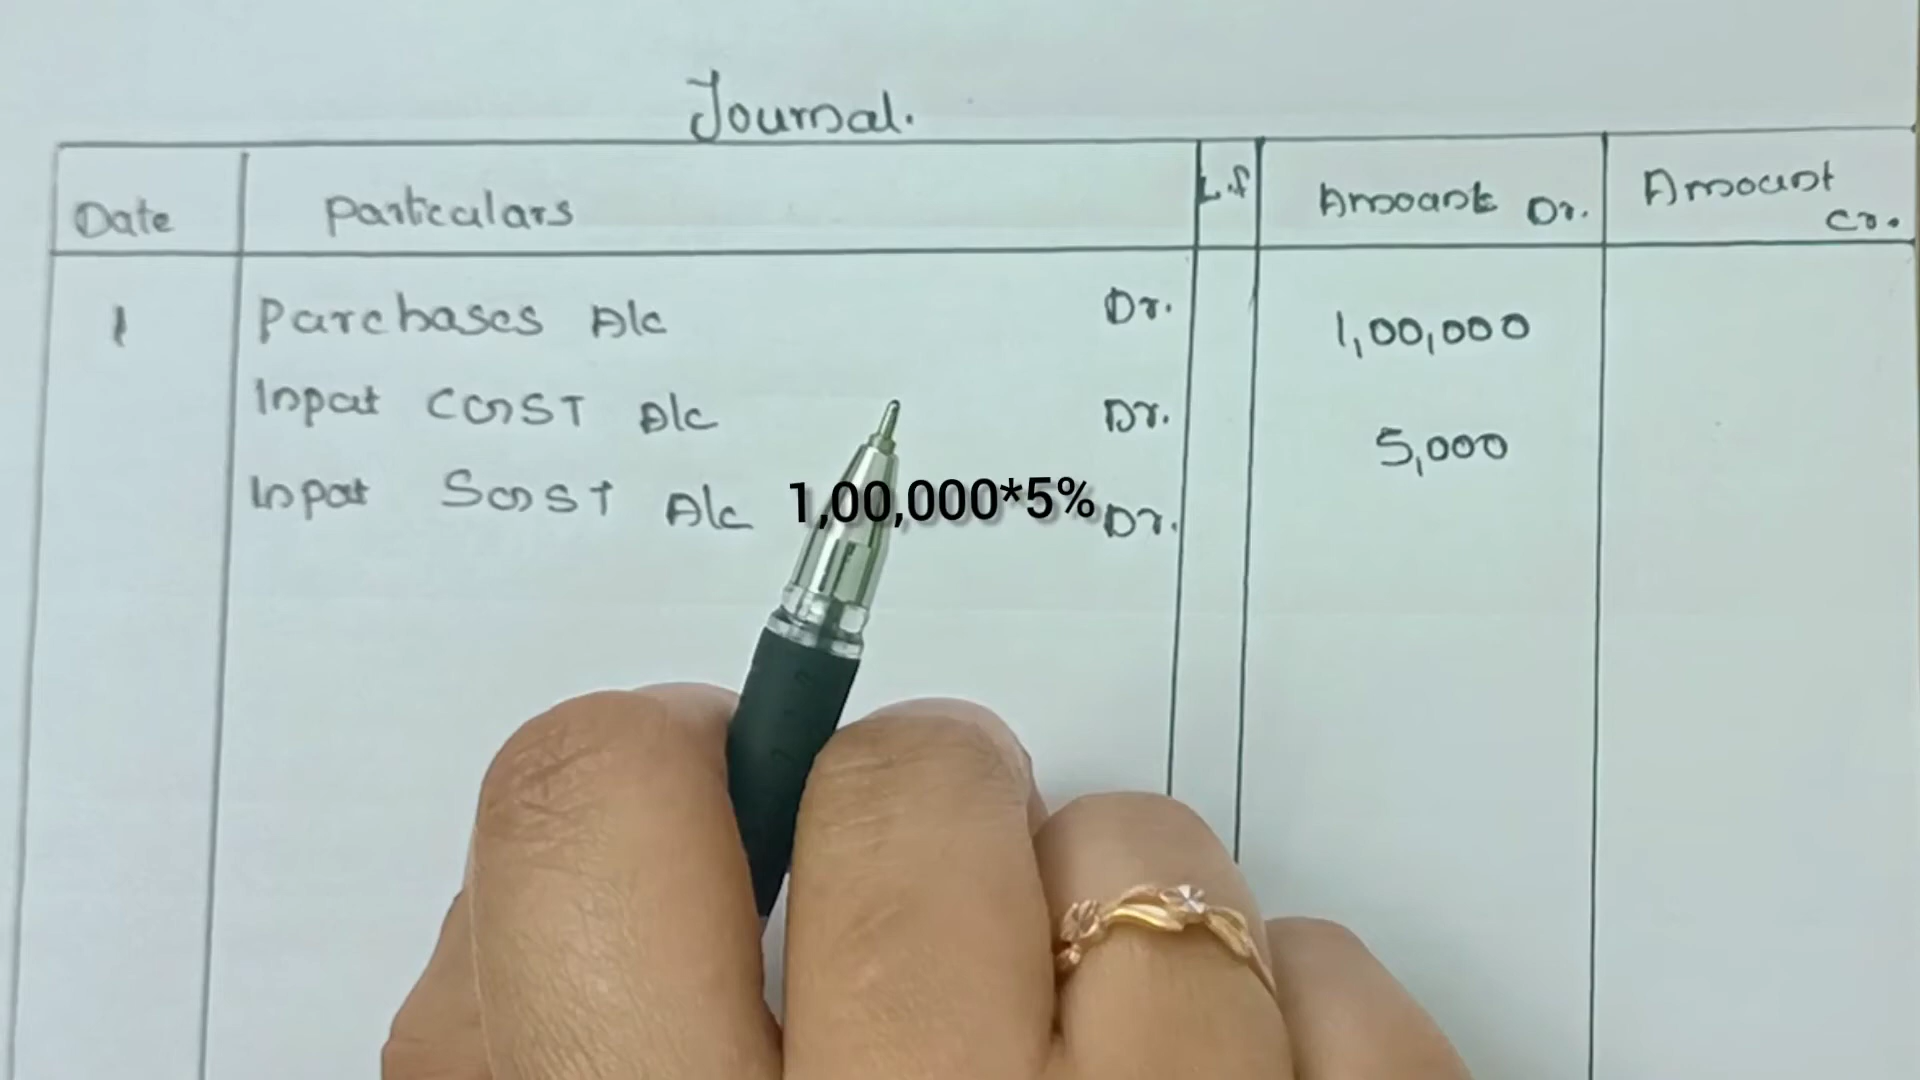 Journal.
Date Particulars L.f Amount Dr. Amount Cr.
1 Purchases A/c Dr. 1,00,000
Input CGST A/c Dr. 5,000
Input SGST A/c 1,00,000*5% Dr.